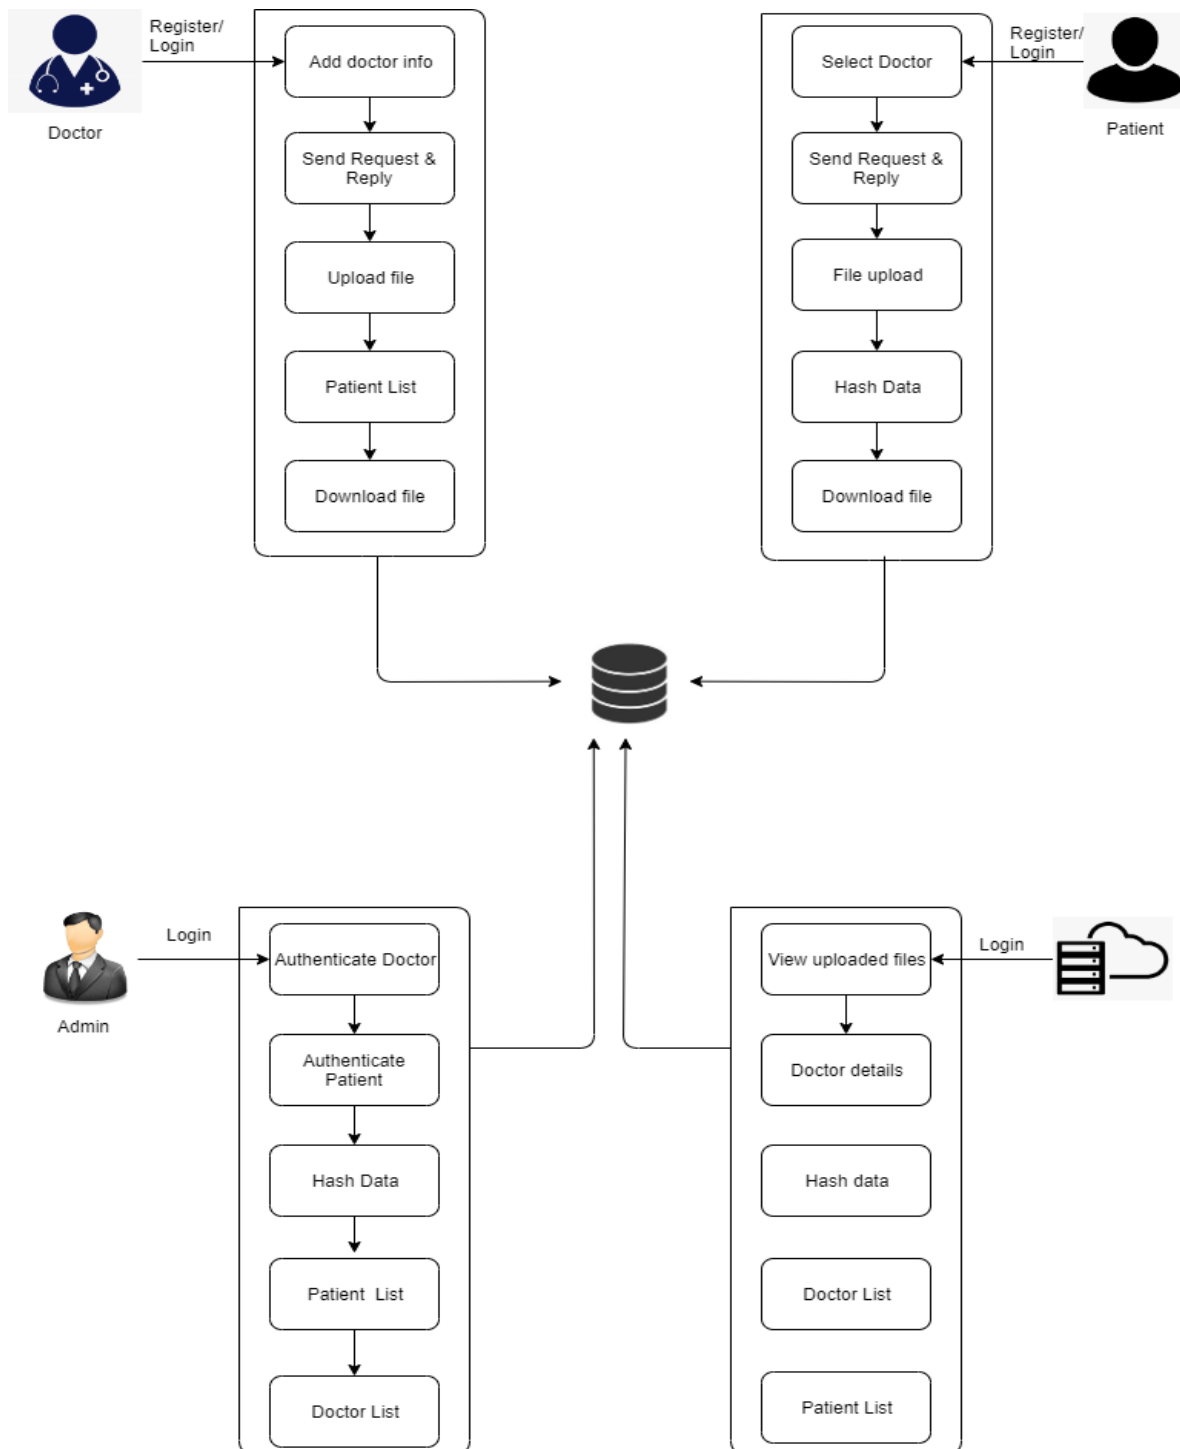 Register/
Login
Doctor
Add doctor info
Send Request &
Reply
Upload file
Patient List
Download file
Register/
Login
Patient
Select Doctor
Send Request &
Reply
File upload
Hash Data
Download file
Login
Admin
Authenticate Doctor
Authenticate
Patient
Hash Data
Patient List
Doctor List
Login
View uploaded files
Doctor details
Hash data
Doctor List
Patient List